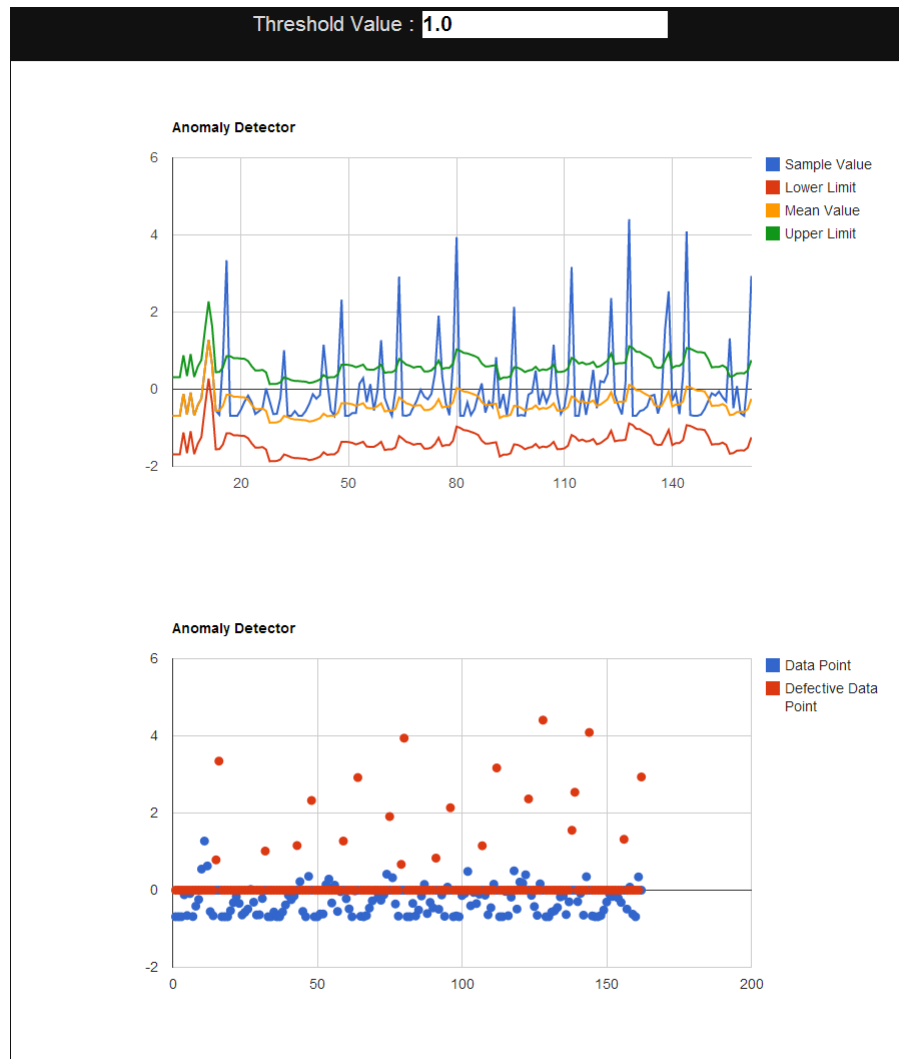 Threshold Value : 1.0
Anomaly Detector
6
4
2
0
-2
20
50
80
110
140
Sample Value
Lower Limit
Mean Value
Upper Limit
Anomaly Detector
6
4
2
0
-2
0
50
100
150
200
Data Point
Defective Data
Point